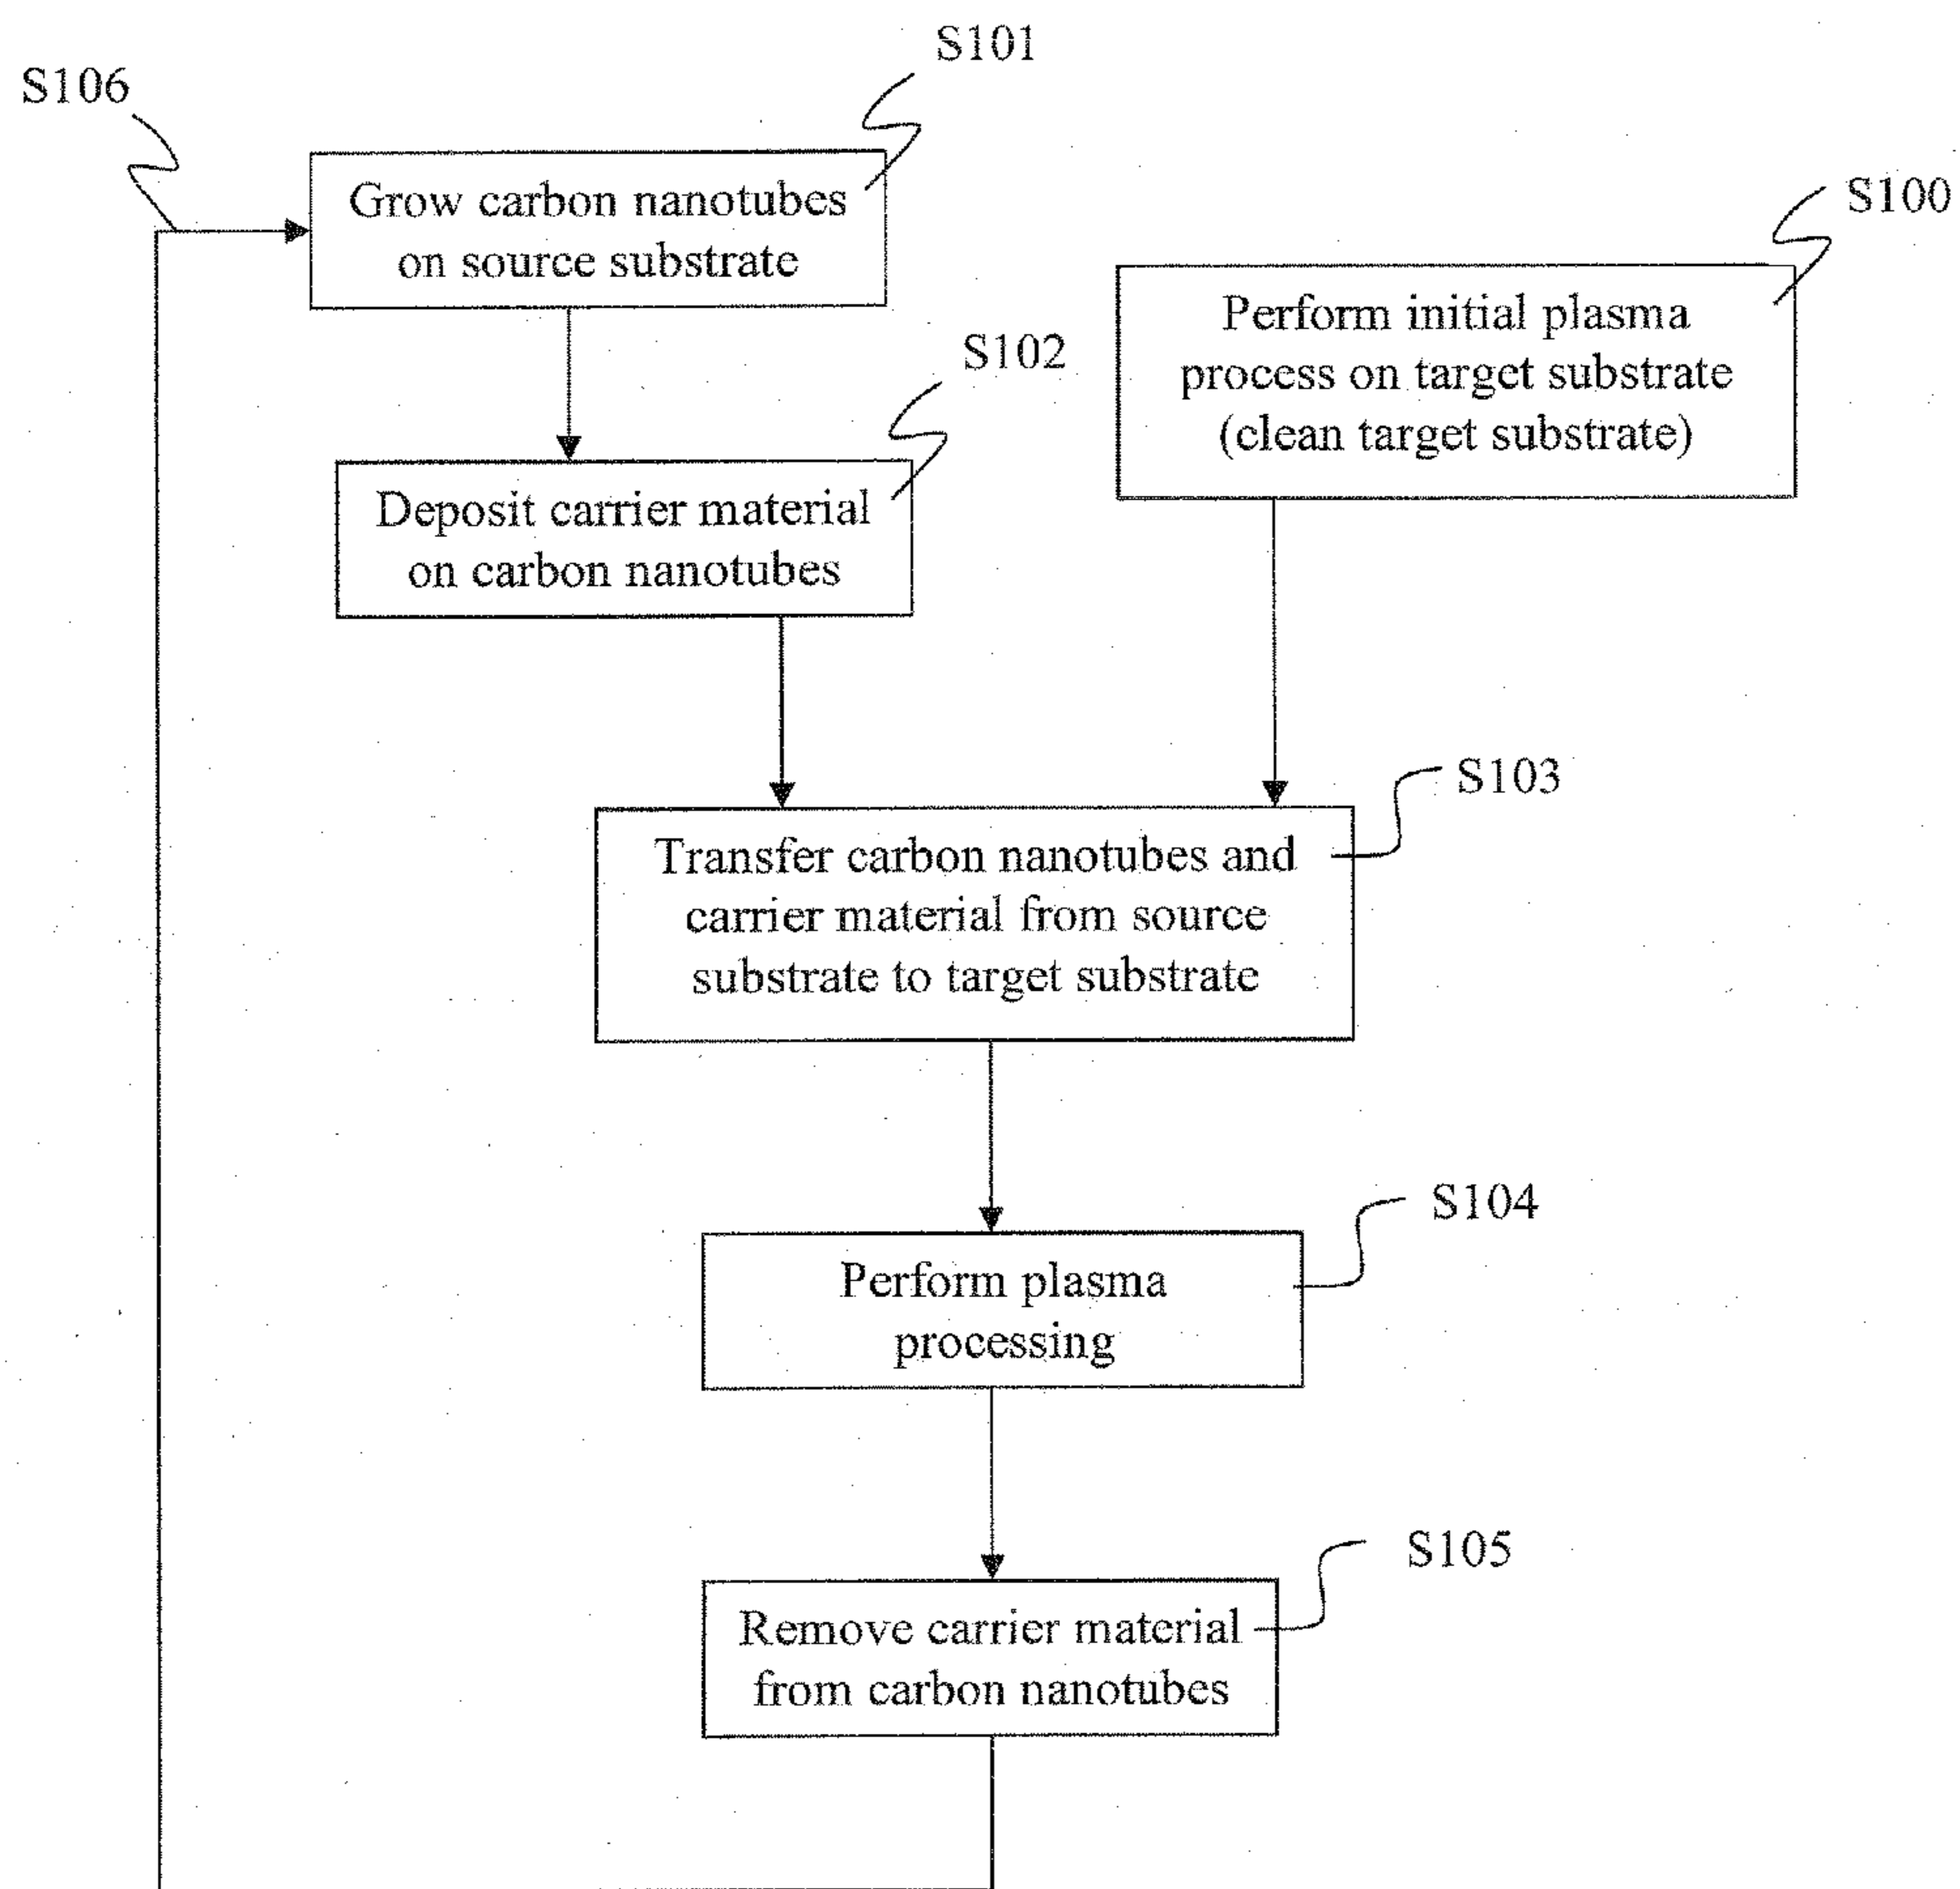 S101
S106
Grow carbon nanotubes
on source substrate
S100
Perform initial plasma
process on target substrate
(clean target substrate)
S102
Deposit carrier material
on carbon nanotubes
S103
Transfer carbon nanotubes and
carrier material from source
substrate to target substrate
S104
Perform plasma
processing
S105
Remove carrier material
from carbon nanotubes